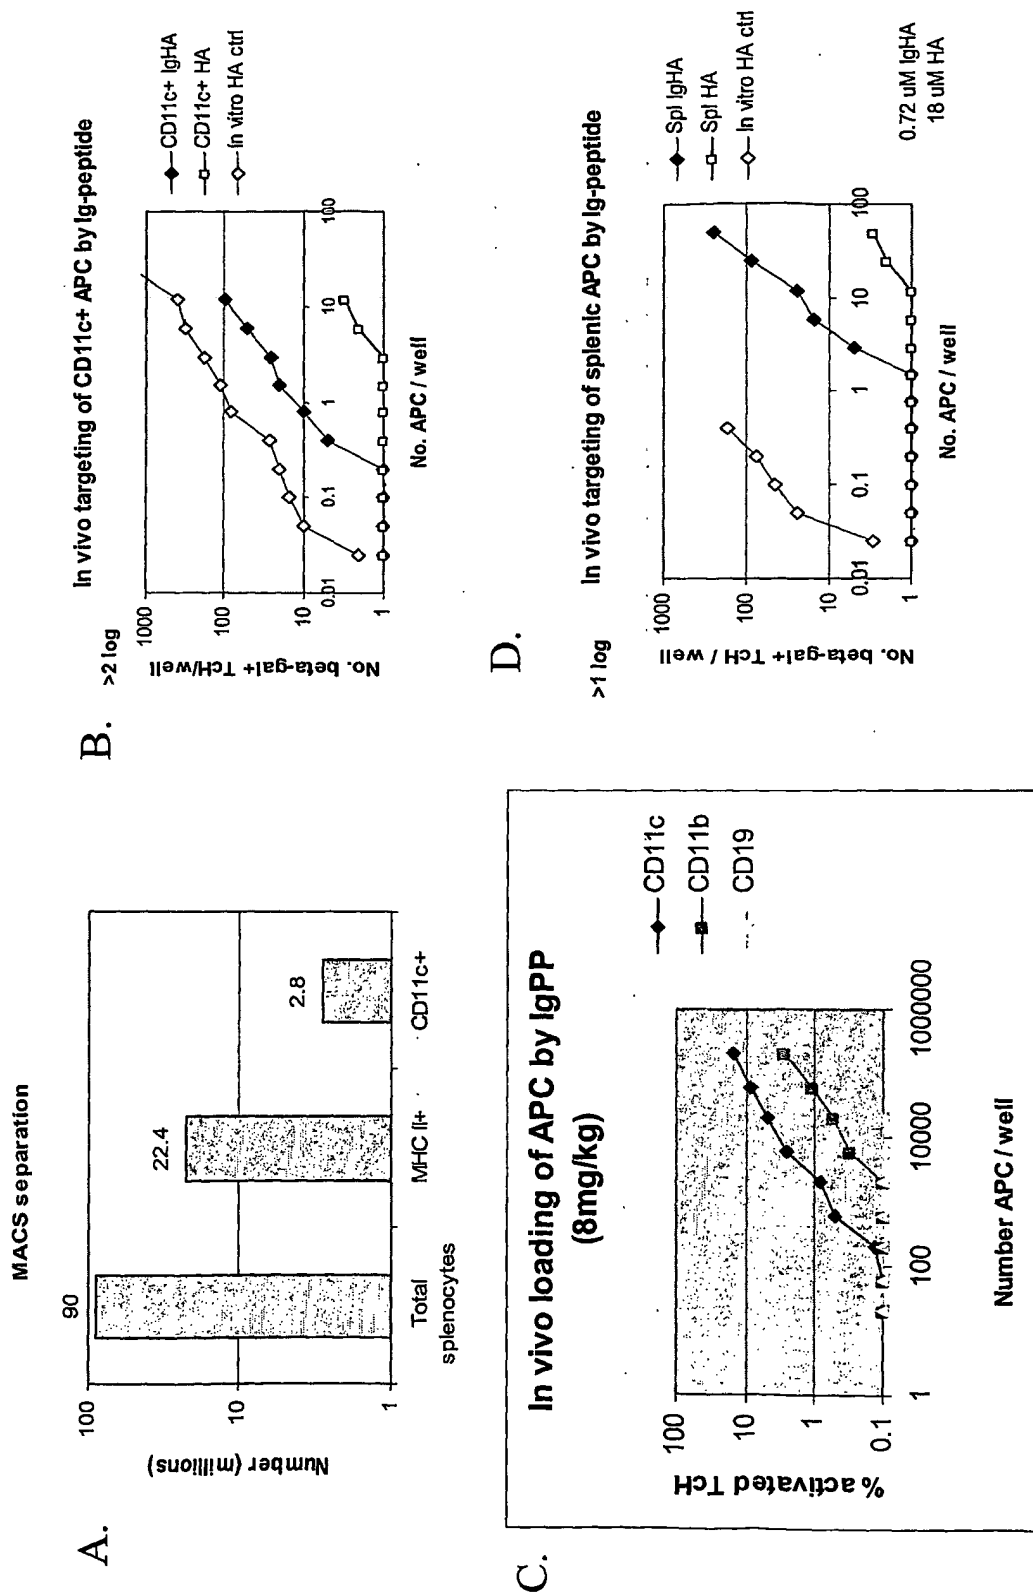 A.
MACS separation
Number (millions)
100
10
1
90
22.4
2.8
Total
splenocytes
MHC II+
CD11c+
B.
>2 log
In vivo targeting of CD11c+ APC by Ig-peptide
No. beta-gal+ TcH/well
1000
100
10
1
0.01
0.1
1
10
100
No. APC / well
CD11c+ IgHA
CD11c+ HA
In vitro HA ctrl
C.
In vivo loading of APC by IgPP
(8mg/kg)
% activated TcH
100
10
1
0.1
1
100
10000
1000000
Number APC / well
CD11c
CD11b
CD19
D.
>1 log
In vivo targeting of splenic APC by Ig-peptide
No. beta-gal+ TcH / well
1000
100
10
1
0.01
0.1
1
10
100
No. APC / well
Spl IgHA
Spl HA
In vitro HA ctrl
0.72 uM IgHA
18 uM HA